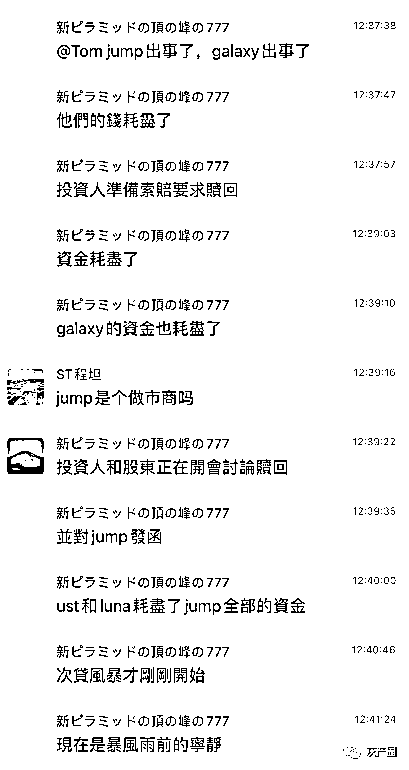 新ピラミッドの頂の峰の777 12:37:38
@Tom jump出事了，galaxy出事了
新ピラミッドの頂の峰の777 12:37:47
他們的錢耗盡了
新ピラミッドの頂の峰の777 12:37:57
投資人準備索賠要求贖回
新ピラミッドの頂の峰の777 12:39:03
資金耗盡了
新ピラミッドの頂の峰の777 12:39:10
galaxy的資金也耗盡了
ST程坦 12:39:16
jump是个做市商吗
新ピラミッドの頂の峰の777 12:39:22
投資人和股東正在開會討論贖回
新ピラミッドの頂の峰の777 12:39:35
並對jump發函
新ピラミッドの頂の峰の777 12:40:00
ust和luna耗盡了jump全部的資金
新ピラミッドの頂の峰の777 12:40:46
次貸風暴才剛剛開始
新ピラミッドの頂の峰の777 12:41:24
現在是暴風雨前的寧靜
灰产圈